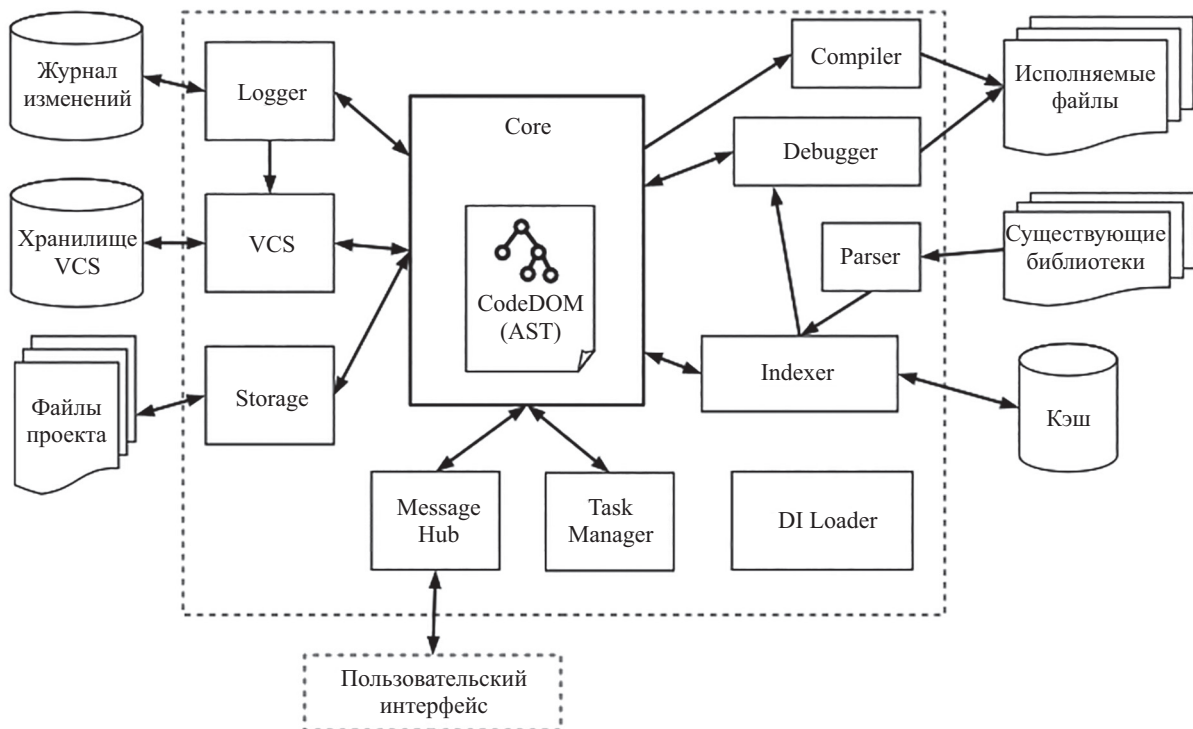 Журнал
изменений
Logger
Core
Compiler
Исполняемые
файлы
Debugger
Хранилище
VCS
VCS
CodeDOM
(AST)
Parser
Существующие
библиотеки
Файлы
проекта
Storage
Indexer
Кэш
Message
Hub
Task
Manager
DI Loader
Пользовательский
интерфейс